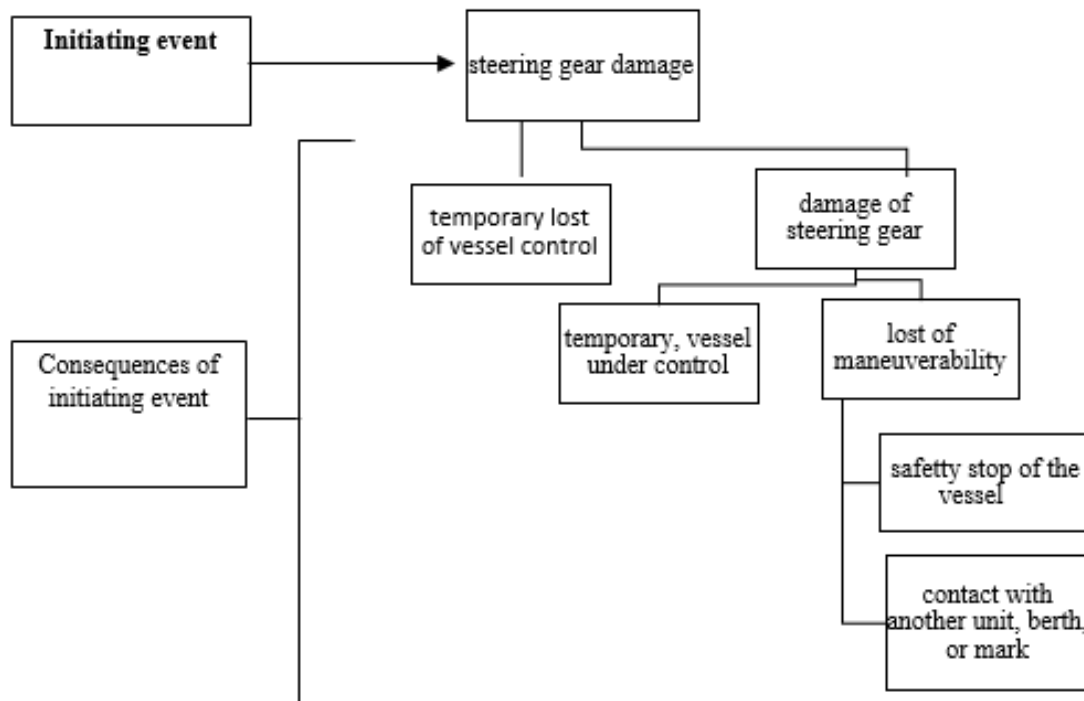 Initiating event
steering gear damage
temporary lost
of vessel control
damage of
steering gear
temporary, vessel
under control
lost of
maneuverability
Consequences of
initiating event
safetty stop of the
vessel
contact with
another unit, berth,
or mark